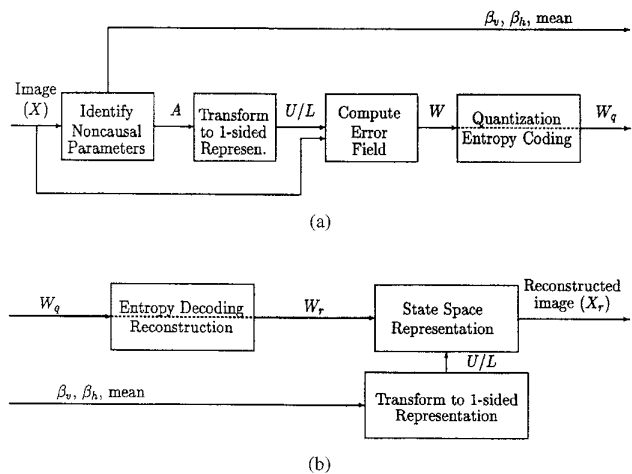 β_v, β_h, mean
Image
(X)
Identify
Noncausal
Parameters
A
Transform
to 1-sided
Represen.
U/L
Compute
Error
Field
W
Quantization
Entropy Coding
W_q
(a)
W_q
Entropy Decoding
Reconstruction
W_r
State Space
Representation
Reconstructed
image (X_r)
U/L
β_v, β_h, mean
Transform to 1-sided
Representation
(b)